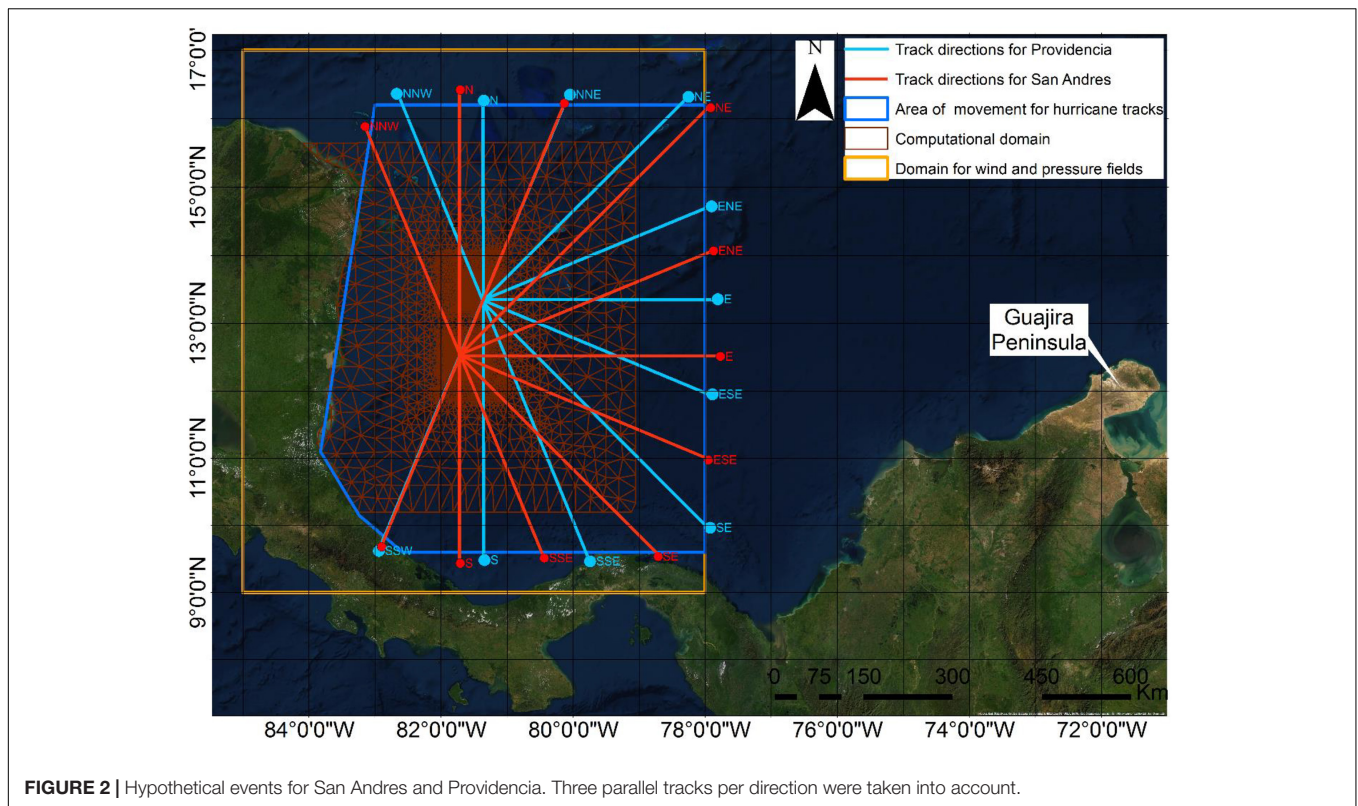 N
Track directions for Providencia
Track directions for San Andres
Area of movement for hurricane tracks
Computational domain
Domain for wind and pressure fields
17°0'0"
15°0'0"N
13°0'0"N
11°0'0"N
9°0'0"N
NNW
N
N
NNE
NE
NE
NNW
ENE
ENE
E
E
ESE
ESE
SE
SSW
S
S
SSE
SSE
SE
Guajira
Peninsula
0 75 150 300 450 600
Km
84°0'0"W 82°0'0"W 80°0'0"W 78°0'0"W 76°0'0"W 74°0'0"W 72°0'0"W
FIGURE 2 | Hypothetical events for San Andres and Providencia. Three parallel tracks per direction were taken into account.